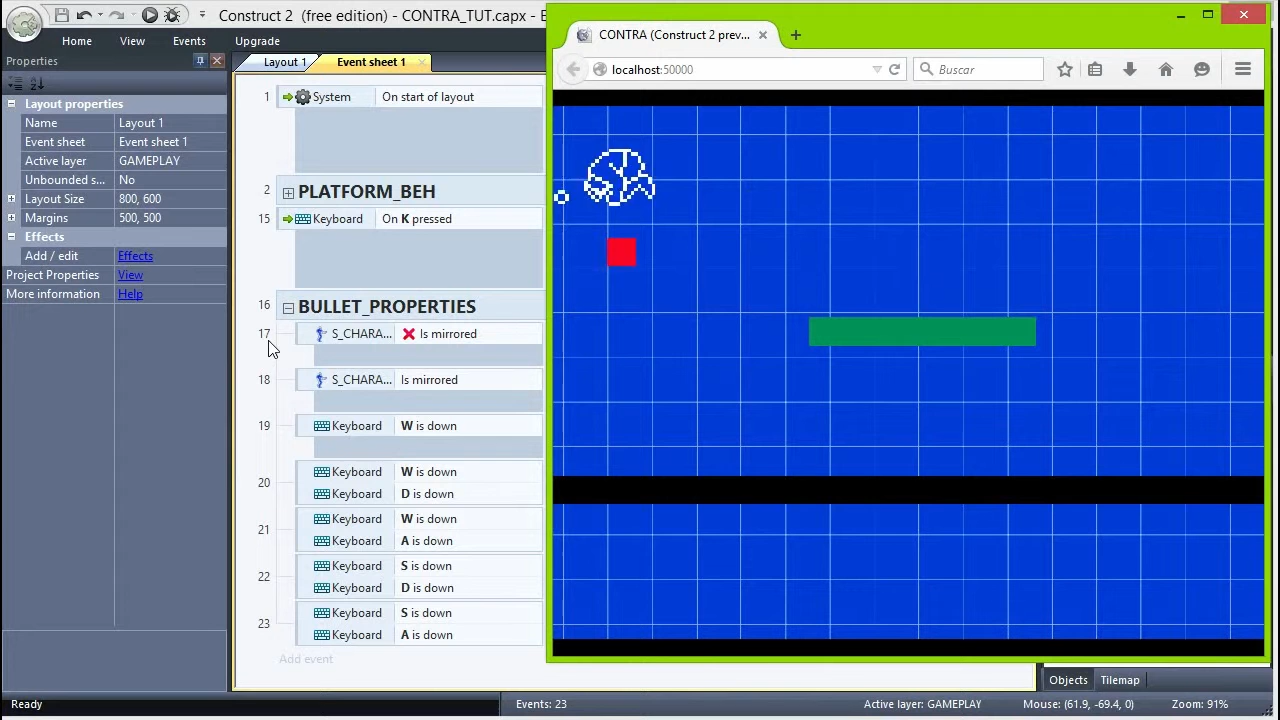 Construct 2 (free edition) - CONTRA_TUT.capx - E
Home View Events Upgrade
Properties
Layout properties
Name Layout 1
Event sheet Event sheet 1
Active layer GAMEPLAY
Unbounded s... No
Layout Size 800, 600
Margins 500, 500
Effects
Add / edit Effects
Project Properties View
More information Help
Layout 1 Event sheet 1
1 System On start of layout
2 PLATFORM_BEH
15 Keyboard On K pressed
16 BULLET_PROPERTIES
17 S_CHARA... Is mirrored
18 S_CHARA... Is mirrored
19 Keyboard W is down
20 Keyboard W is down
Keyboard D is down
21 Keyboard W is down
Keyboard A is down
22 Keyboard S is down
Keyboard D is down
23 Keyboard S is down
Keyboard A is down
Add event
CONTRA (Construct 2 prev...
localhost:50000
Buscar
Objects Tilemap
Ready Events: 23 Active layer: GAMEPLAY Mouse: (61.9, -69.4, 0) Zoom: 91%